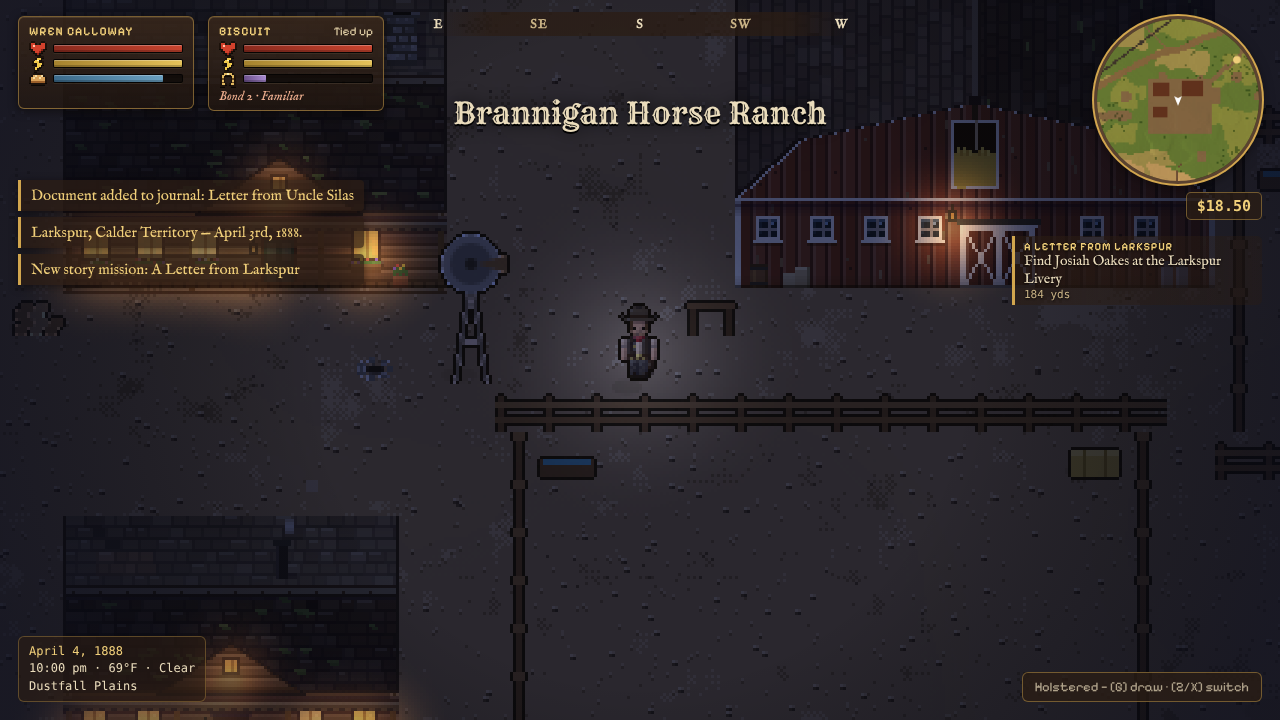 WREN CALLOWAY
BISCUIT Tied up
Bond 2 · Familiar
E SE S SW W
Brannigan Horse Ranch
$18.50
Document added to journal: Letter from Uncle Silas
Larkspur, Calder Territory — April 3rd, 1888.
New story mission: A Letter from Larkspur
A LETTER FROM LARKSPUR
Find Josiah Oakes at the Larkspur
Livery
184 yds
April 4, 1888
10:00 pm · 69°F · Clear
Dustfall Plains
Holstered – (G) draw · (Z/X) switch